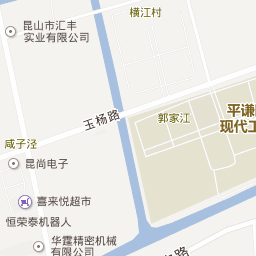 横江村
昆山市汇丰
实业有限公司
玉杨路
郭家江
平谦
现代工
咸子泾
昆尚电子
喜来悦超市
恒荣泰机器人
华霆精密机械
有限公司
路